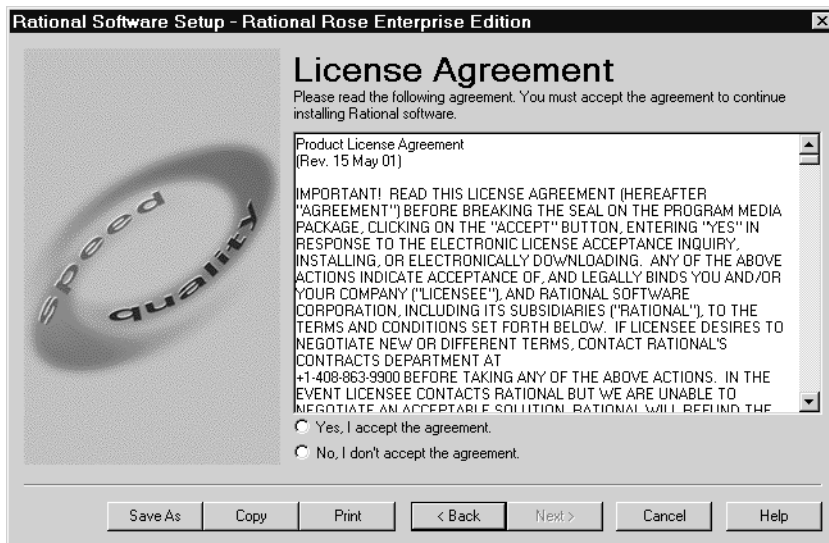 Rational Software Setup - Rational Rose Enterprise Edition
speed
quality
License Agreement
Please read the following agreement. You must accept the agreement to continue
installing Rational software.
Product License Agreement
(Rev. 15 May 01)
IMPORTANT!  READ THIS LICENSE AGREEMENT (HEREAFTER
"AGREEMENT") BEFORE BREAKING THE SEAL ON THE PROGRAM MEDIA
PACKAGE, CLICKING ON THE "ACCEPT" BUTTON, ENTERING "YES" IN
RESPONSE TO THE ELECTRONIC LICENSE ACCEPTANCE INQUIRY,
INSTALLING, OR ELECTRONICALLY DOWNLOADING.  ANY OF THE ABOVE
ACTIONS INDICATE ACCEPTANCE OF, AND LEGALLY BINDS YOU AND/OR
YOUR COMPANY ("LICENSEE"), AND RATIONAL SOFTWARE
CORPORATION, INCLUDING ITS SUBSIDIARIES ("RATIONAL"), TO THE
TERMS AND CONDITIONS SET FORTH BELOW.  IF LICENSEE DESIRES TO
NEGOTIATE NEW OR DIFFERENT TERMS, CONTACT RATIONAL'S
CONTRACTS DEPARTMENT AT
+1-408-863-9900 BEFORE TAKING ANY OF THE ABOVE ACTIONS.  IN THE
EVENT LICENSEE CONTACTS RATIONAL BUT WE ARE UNABLE TO
NEGOTIATE AN ACCEPTABLE SOLUTION, RATIONAL WILL REFUND THE
Yes, I accept the agreement.
No, I don't accept the agreement.
Save As
Copy
Print
< Back
Next >
Cancel
Help